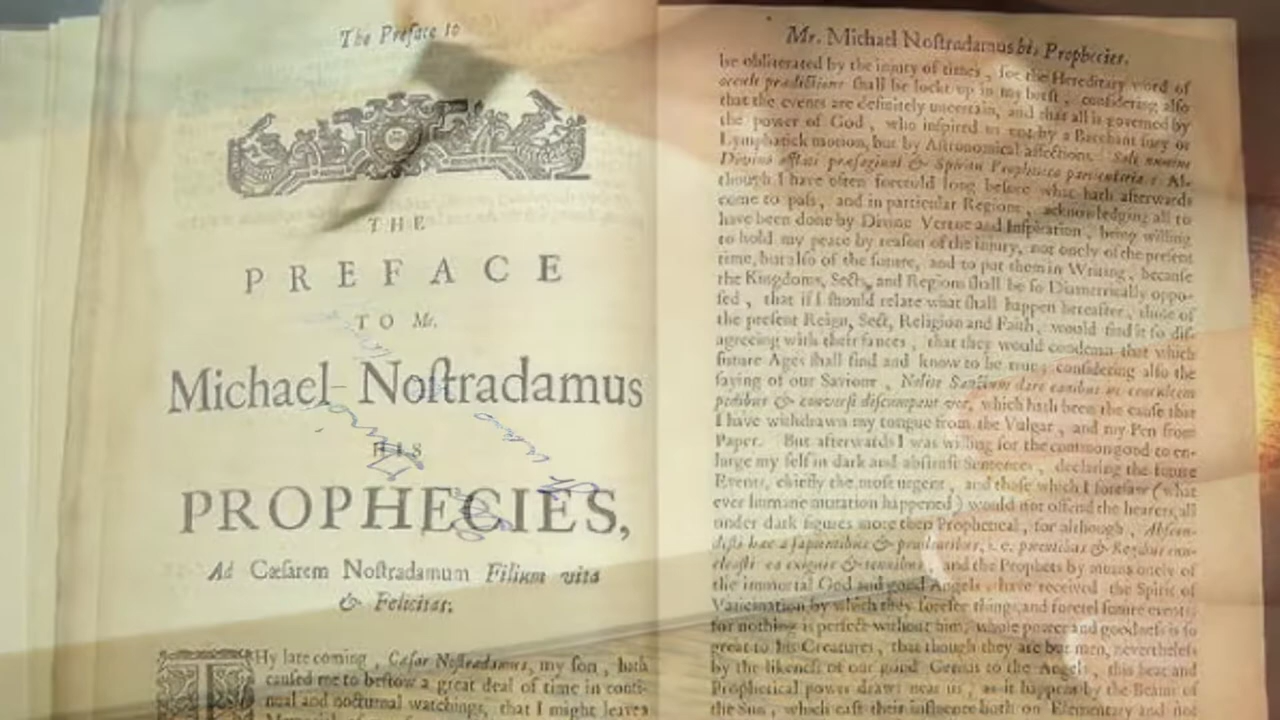 The Preface to
THE
PREFACE
TO Mr.
Michael Noſtradamus
HIS
PROPHECIES,
Ad Cæſarem Noſtradamum Filium vita
& Felicitas.
THy late coming, Cæſar Noſtradamus, my ſon, hath
cauſed me to beſtow a great deal of time in conti-
nual and nocturnal watchings, that I might leave a
Mr. Michael Noſtradamus his Prophecies.
be obliterated by the injury of times, for the Hereditary word of
occult prædictions ſhall be lockt up in my breſt, conſidering alſo
that the events are definitely uncertain, and that all is governed by
the power of God, who inſpired us not by a Bacchant fury or
Lymphatick motion, but by Aſtronomical affections. Soli numine
Divino afflati præſagiunt & Spiritu Prophetico particularia. Al-
though I have often foretold long before what hath afterwards
come to paſs, and in particular Regions, acknowledging all to
have been done by Divine Vertue and Inſpiration, being willing
to hold my peace by reaſon of the injury, not onely of the preſent
time, but alſo of the future, and to put them in Writing, becauſe
the Kingdoms, Sects, and Regions ſhall be ſo Diametrically oppo-
ſed, that if I ſhould relate what ſhall happen hereafter, thoſe of
the preſent Reign, Sect, Religion and Faith, would find it ſo diſ-
agreeing with their fances, that they would condemn that which
future Ages ſhall find and know to be true; conſidering alſo the
ſaying of our Saviour, Nolite Sanctum dare canibus ne conculcent
pedibus & converſi diſrumpant vos, which hath been the cauſe that
I have withdrawn my tongue from the Vulgar, and my Pen from
Paper. But afterwards I was willing for the common good to en-
large my ſelf in dark and abſtruſe Sentences, declaring the future
Events, chiefly the moſt urgent, and thoſe which I foreſaw (what
ever humane mutation happened) would not offend the hearers, all
under dark figures more then Prophetical, for although, Abſcon-
diſti hæc a ſapientibus & prudentibus, i.e. potentibus & Regibus enu-
cleaſti ea exiguis & tenuibus, and the Prophets by means onely of
the immortal God and good Angels, have received the Spirit of
Vaticination, by which they foreſee things, and foretel future events;
for nothing is perfect without him, whoſe power and goodneſs is ſo
great to his Creatures, that though they are but men, nevertheleſs
by the likeneſs of our good Genius to the Angels, this heat and
Prophetical power draws near us, as it happens by the Beams of
the Sun, which caſt their influence both on Elementary and not